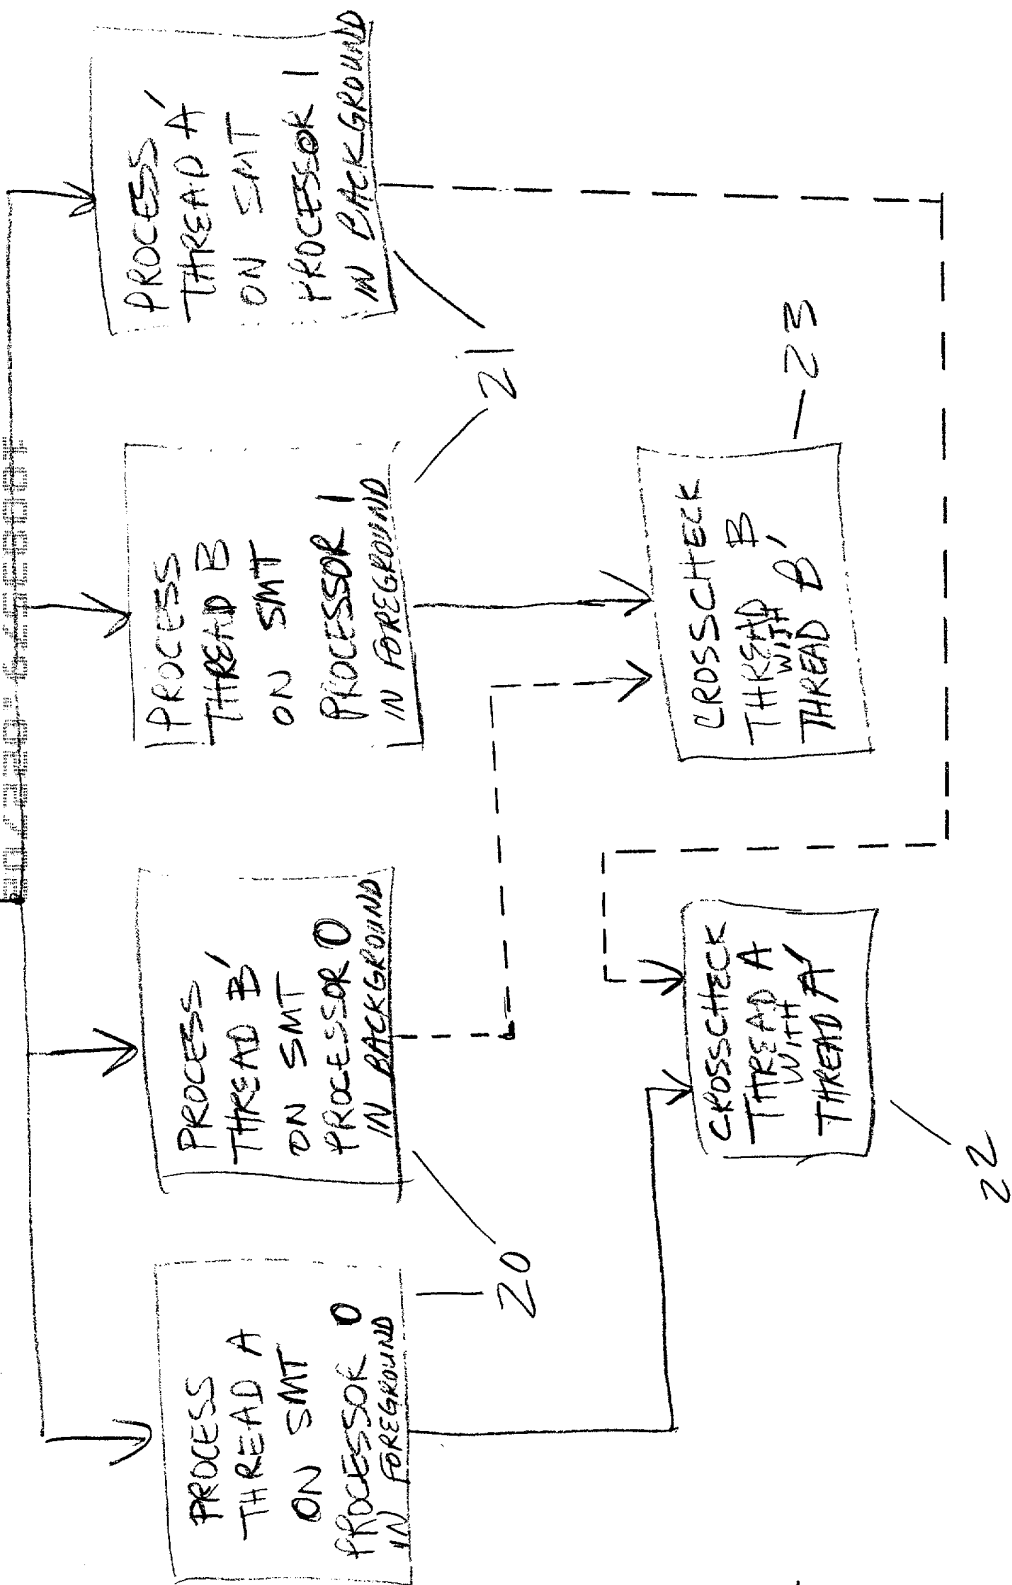 PROCESS
THREAD A
ON SMT
PROCESSOR 0
IN FOREGROUND
PROCESS
THREAD B'
ON SMT
PROCESSOR 0
IN BACKGROUND
20
PROCESS
THREAD B
ON SMT
PROCESSOR 1
IN FOREGROUND
PROCESS
THREAD A'
ON SMT
PROCESSOR 1
IN BACKGROUND
21
CROSSCHECK
THREAD A
WITH
THREAD A'
22
CROSSCHECK
THREAD B
WITH
THREAD B'
23